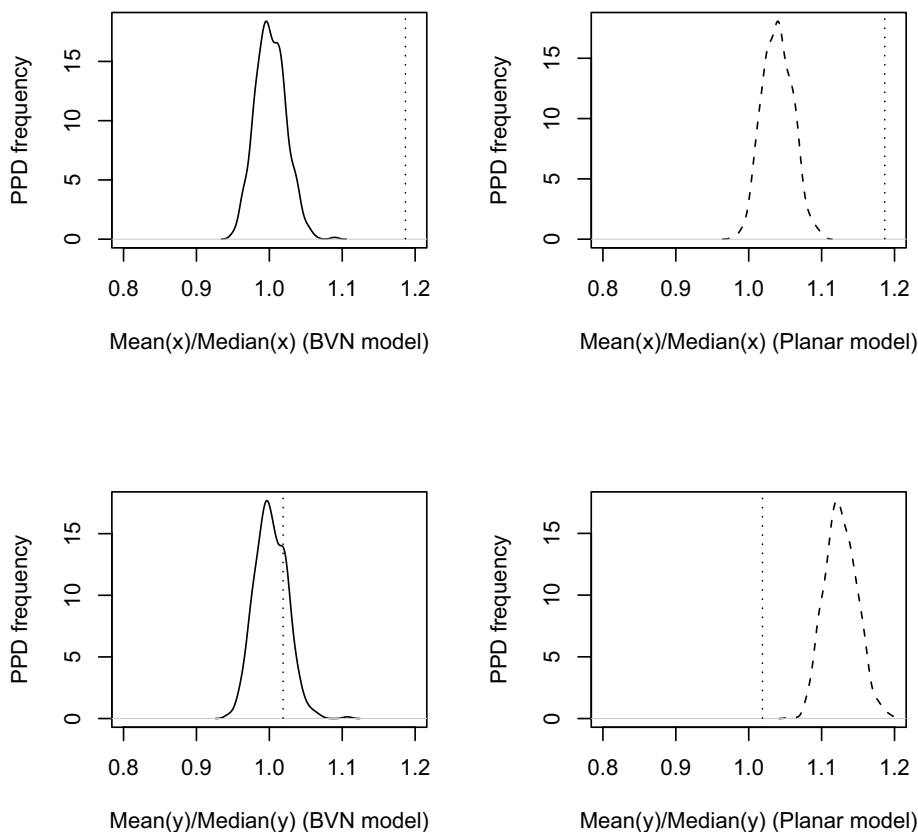 PPD frequency
15
10
5
0
0.8 0.9 1.0 1.1 1.2
Mean(x)/Median(x) (BVN model)
PPD frequency
15
10
5
0
0.8 0.9 1.0 1.1 1.2
Mean(x)/Median(x) (Planar model)
PPD frequency
15
10
5
0
0.8 0.9 1.0 1.1 1.2
Mean(y)/Median(y) (BVN model)
PPD frequency
15
10
5
0
0.8 0.9 1.0 1.1 1.2
Mean(y)/Median(y) (Planar model)